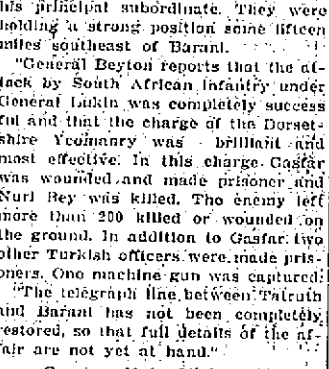 his principal subordinate. They were
holding a strong position some fifteen
miles southeast of Barani.
"General Beyton reports that the at-
tack by South African infantry under
General Lukin was completely success
ful and that the charge of the Dorset-
shire Yeomanry was brilliant and
most effective. In this charge Gasfar
was wounded and made prisoner and
Nuri Bey was killed. The enemy left
more than 200 killed or wounded on
the ground. In addition to Gasfar two
other Turkish officers were made pris-
oners. One machine gun was captured.
"The telegraph line between Tatruth
and Barani has not been completely
restored, so that full details of the af-
fair are not yet at hand."